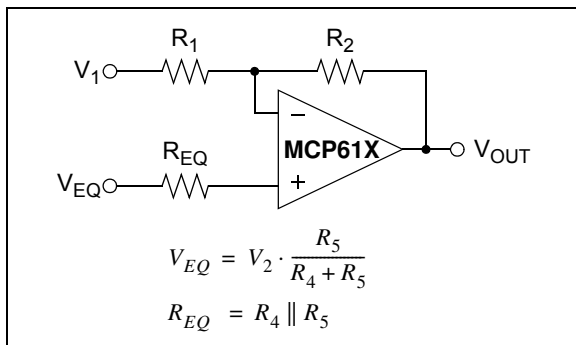 R1
R2
V1
−
MCP61X
VOUT
REQ
VEQ
+
VEQ = V2 · R5 / (R4 + R5)
REQ = R4 || R5